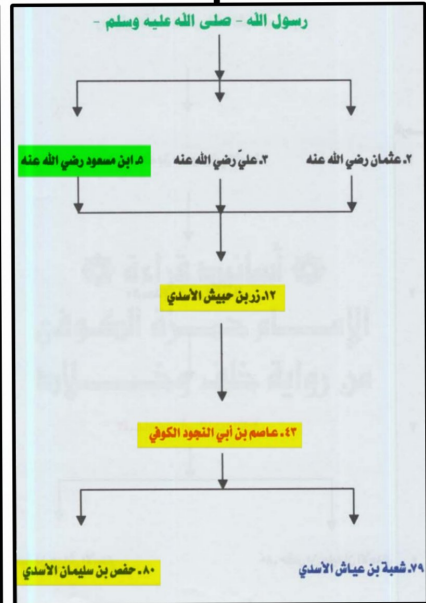 رسول الله - صلى الله عليه وسلم -
٢. عثمان رضي الله عنه
٣. عليّ رضي الله عنه
٥. ابن مسعود رضي الله عنه
١٢. زر بن حبيش الأسدي
٤٣. عاصم بن أبي النجود الكوفي
٧٩. شعبة بن عياش الأسدي
٨٠. حفص بن سليمان الأسدي